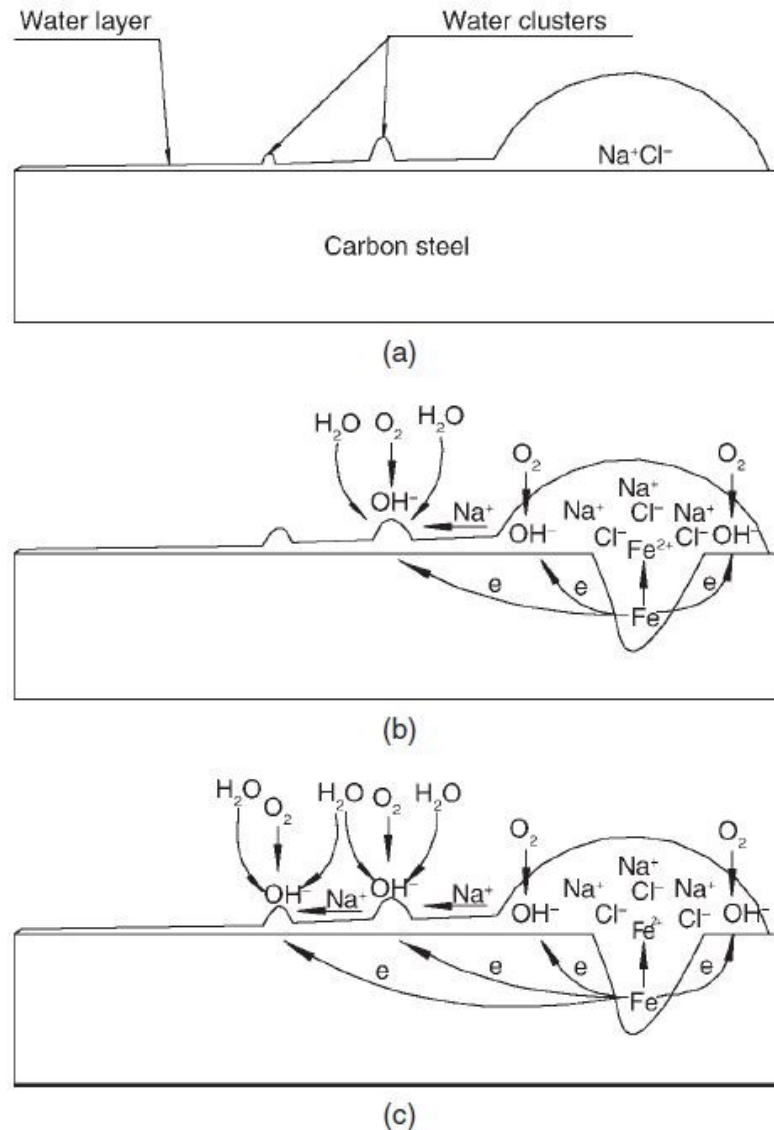 Water layer
Water clusters
Na⁺Cl⁻
Carbon steel
(a)
H₂O O₂ H₂O
O₂ O₂
OH⁻ Na⁺
Na⁺ Na⁺ Cl⁻ Na⁺
OH⁻ Cl⁻ Fe²⁺ Cl⁻ OH⁻
e e e
Fe
(b)
H₂O O₂ H₂O O₂ H₂O
O₂ O₂
OH⁻ Na⁺ OH⁻ Na⁺
Na⁺ Na⁺ Cl⁻ Na⁺
OH⁻ Cl⁻ Fe²⁺ Cl⁻ OH⁻
e e e e
Fe
(c)